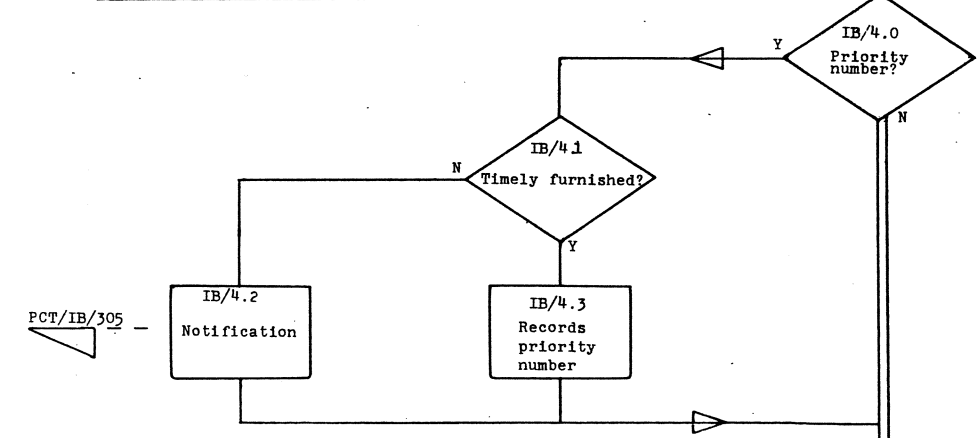 IB/4.0
Priority
number?
Y
N
IB/4.1
Timely furnished?
N
Y
IB/4.2
Notification
IB/4.3
Records
priority
number
PCT/IB/305